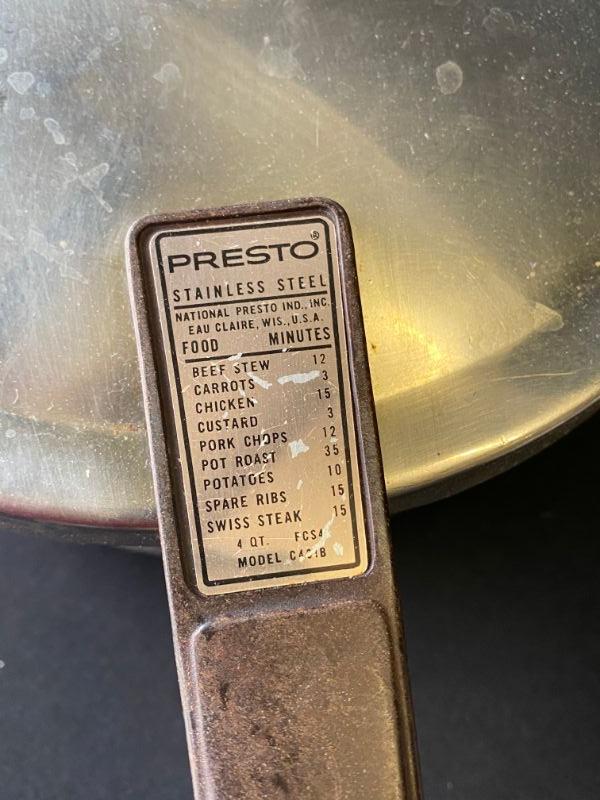 PRESTO®
STAINLESS STEEL
NATIONAL PRESTO IND., INC.
EAU CLAIRE, WIS., U.S.A.
FOOD MINUTES
BEEF STEW 12
CARROTS 3
CHICKEN 15
CUSTARD 3
PORK CHOPS 12
POT ROAST 35
POTATOES 10
SPARE RIBS 15
SWISS STEAK 15
4 QT. FCS4
MODEL